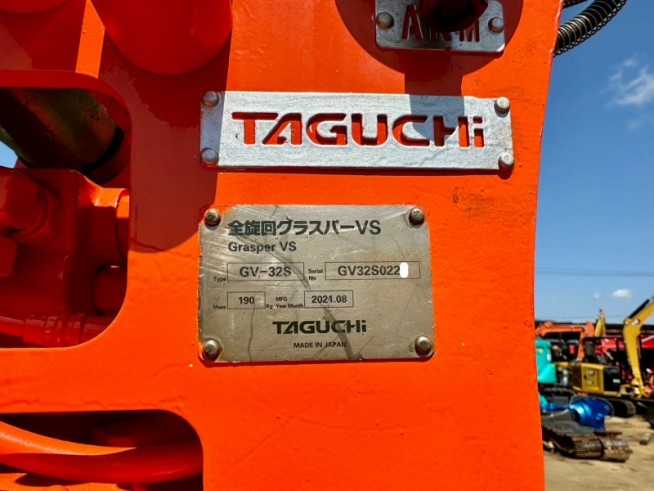 TAGUCHi
全旋回グラスパーVS
Grasper VS
Type GV-32S Serial No GV32S022
Mass 190 Kg MFG Year Month 2021.08
TAGUCHi
MADE IN JAPAN